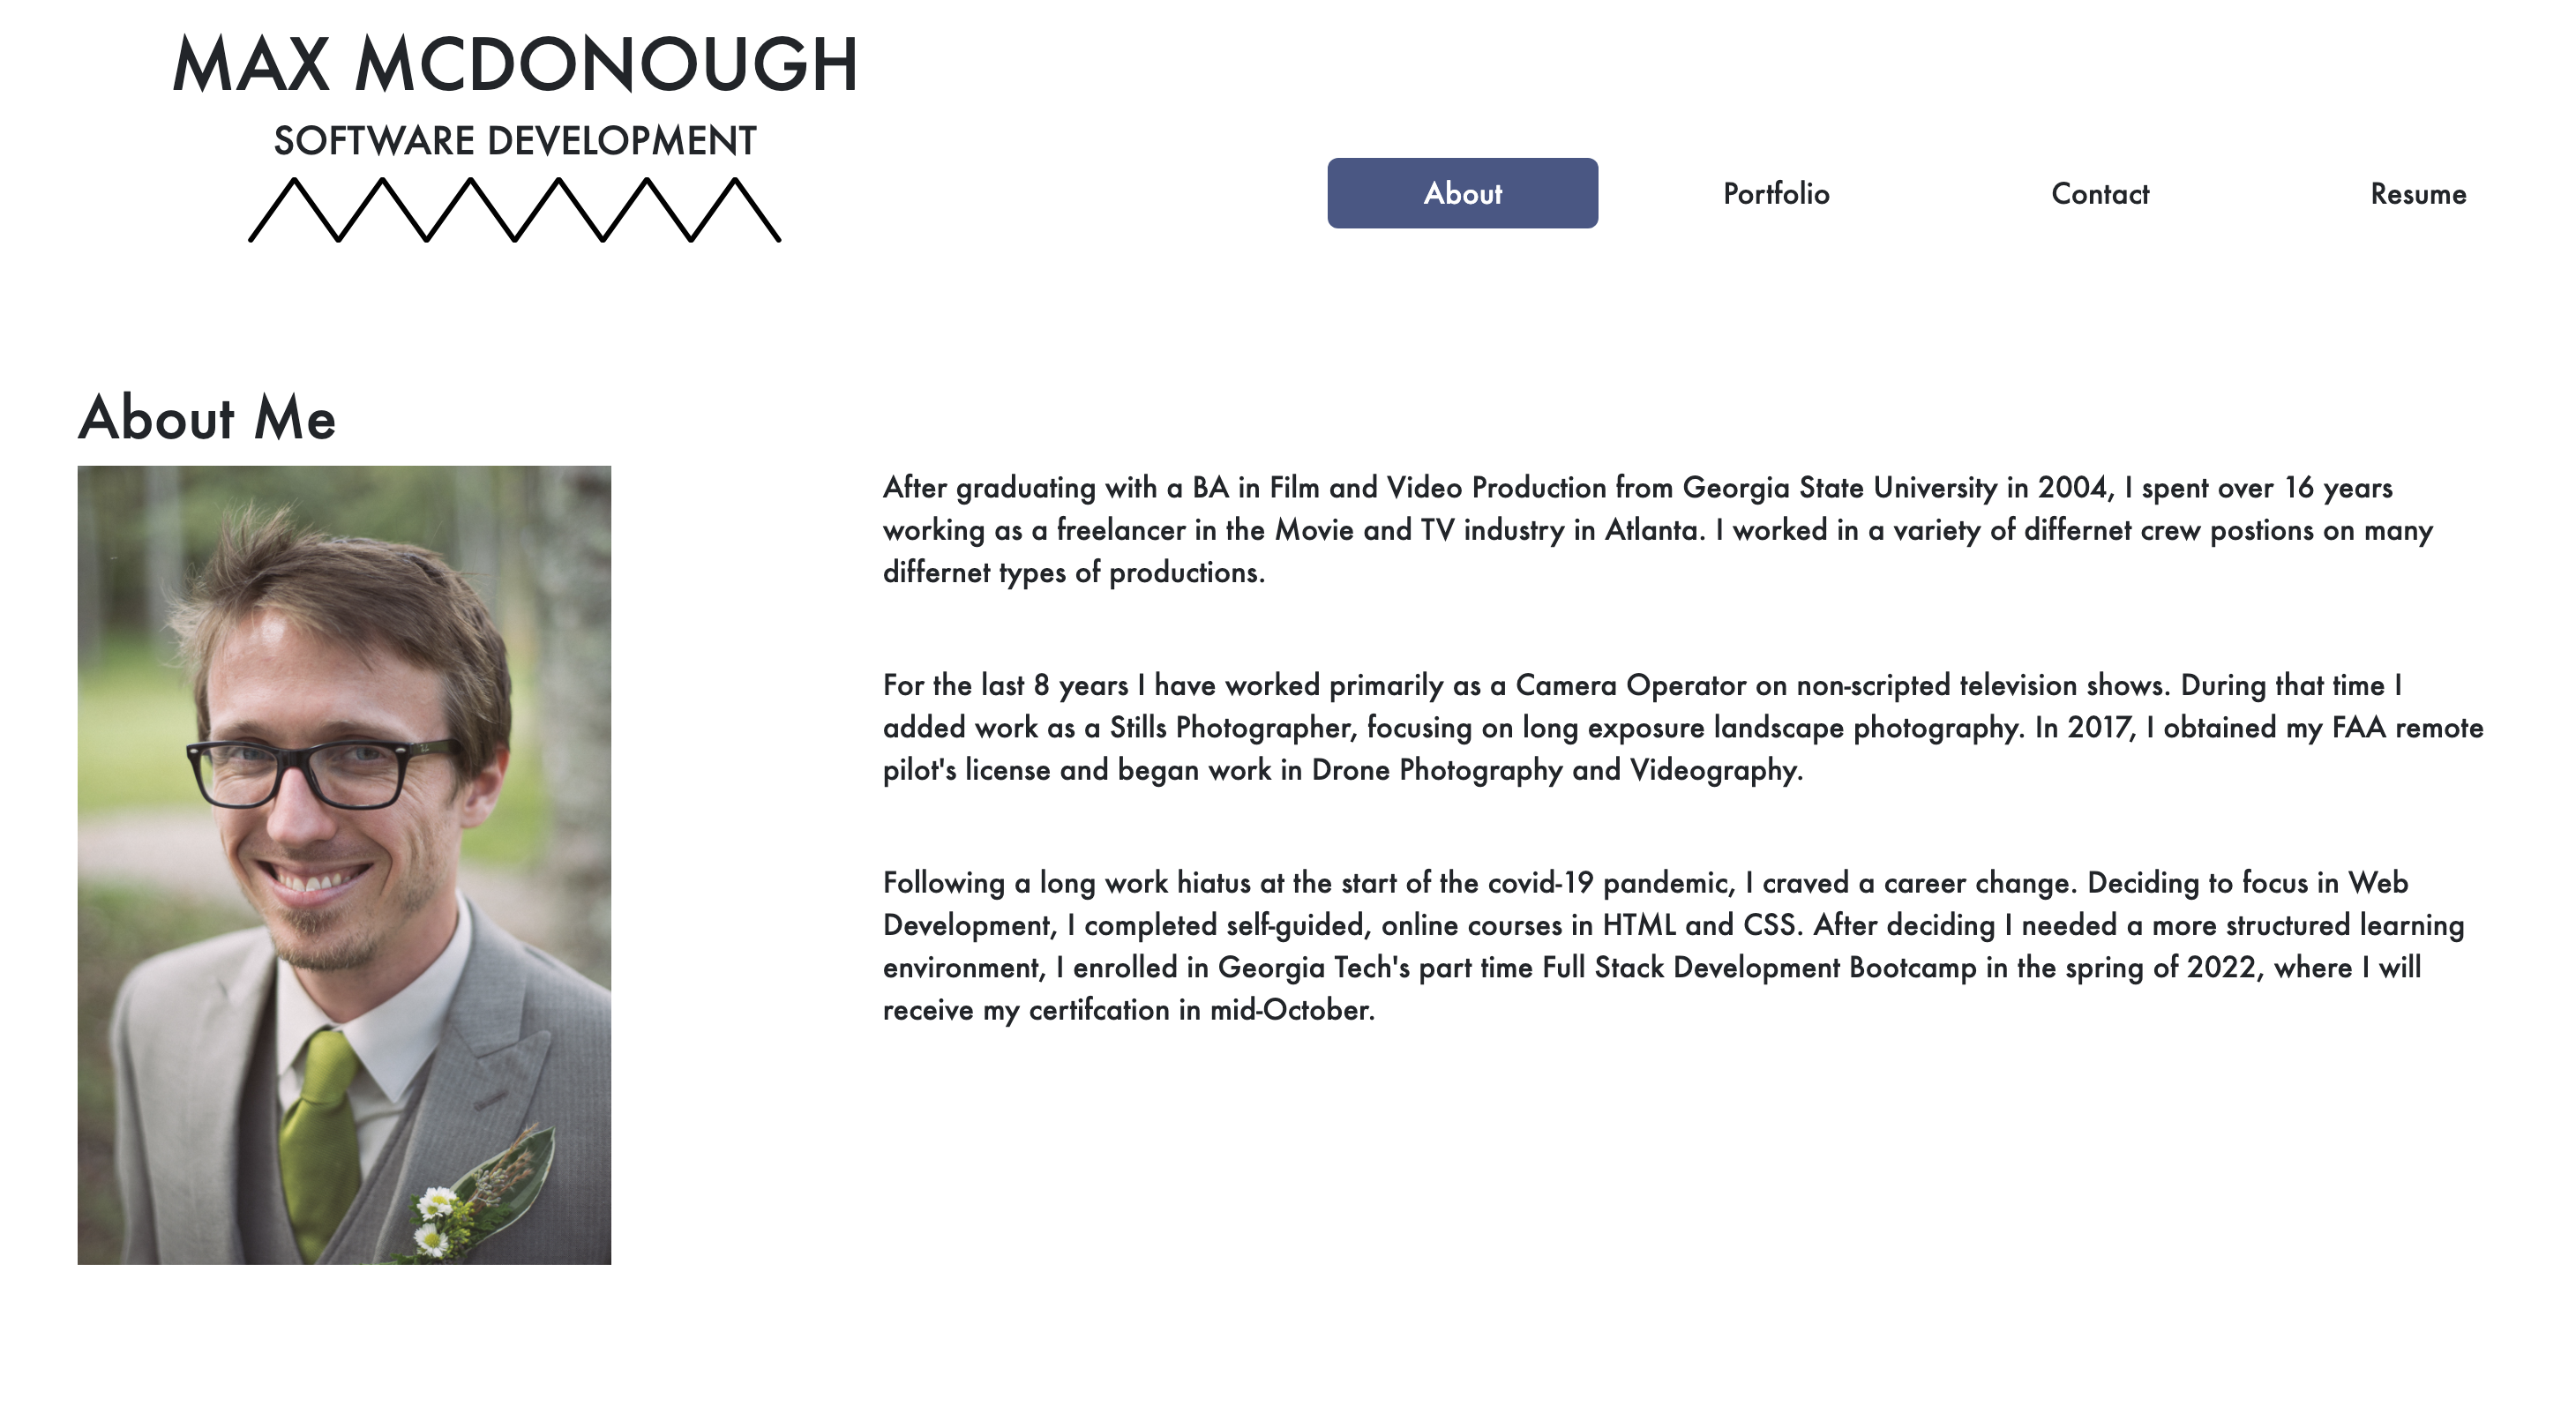 MAX MCDONOUGH
SOFTWARE DEVELOPMENT
About
Portfolio
Contact
Resume
About Me
After graduating with a BA in Film and Video Production from Georgia State University in 2004, I spent over 16 years
working as a freelancer in the Movie and TV industry in Atlanta. I worked in a variety of differnet crew postions on many
differnet types of productions.
For the last 8 years I have worked primarily as a Camera Operator on non-scripted television shows. During that time I
added work as a Stills Photographer, focusing on long exposure landscape photography. In 2017, I obtained my FAA remote
pilot's license and began work in Drone Photography and Videography.
Following a long work hiatus at the start of the covid-19 pandemic, I craved a career change. Deciding to focus in Web
Development, I completed self-guided, online courses in HTML and CSS. After deciding I needed a more structured learning
environment, I enrolled in Georgia Tech's part time Full Stack Development Bootcamp in the spring of 2022, where I will
receive my certifcation in mid-October.